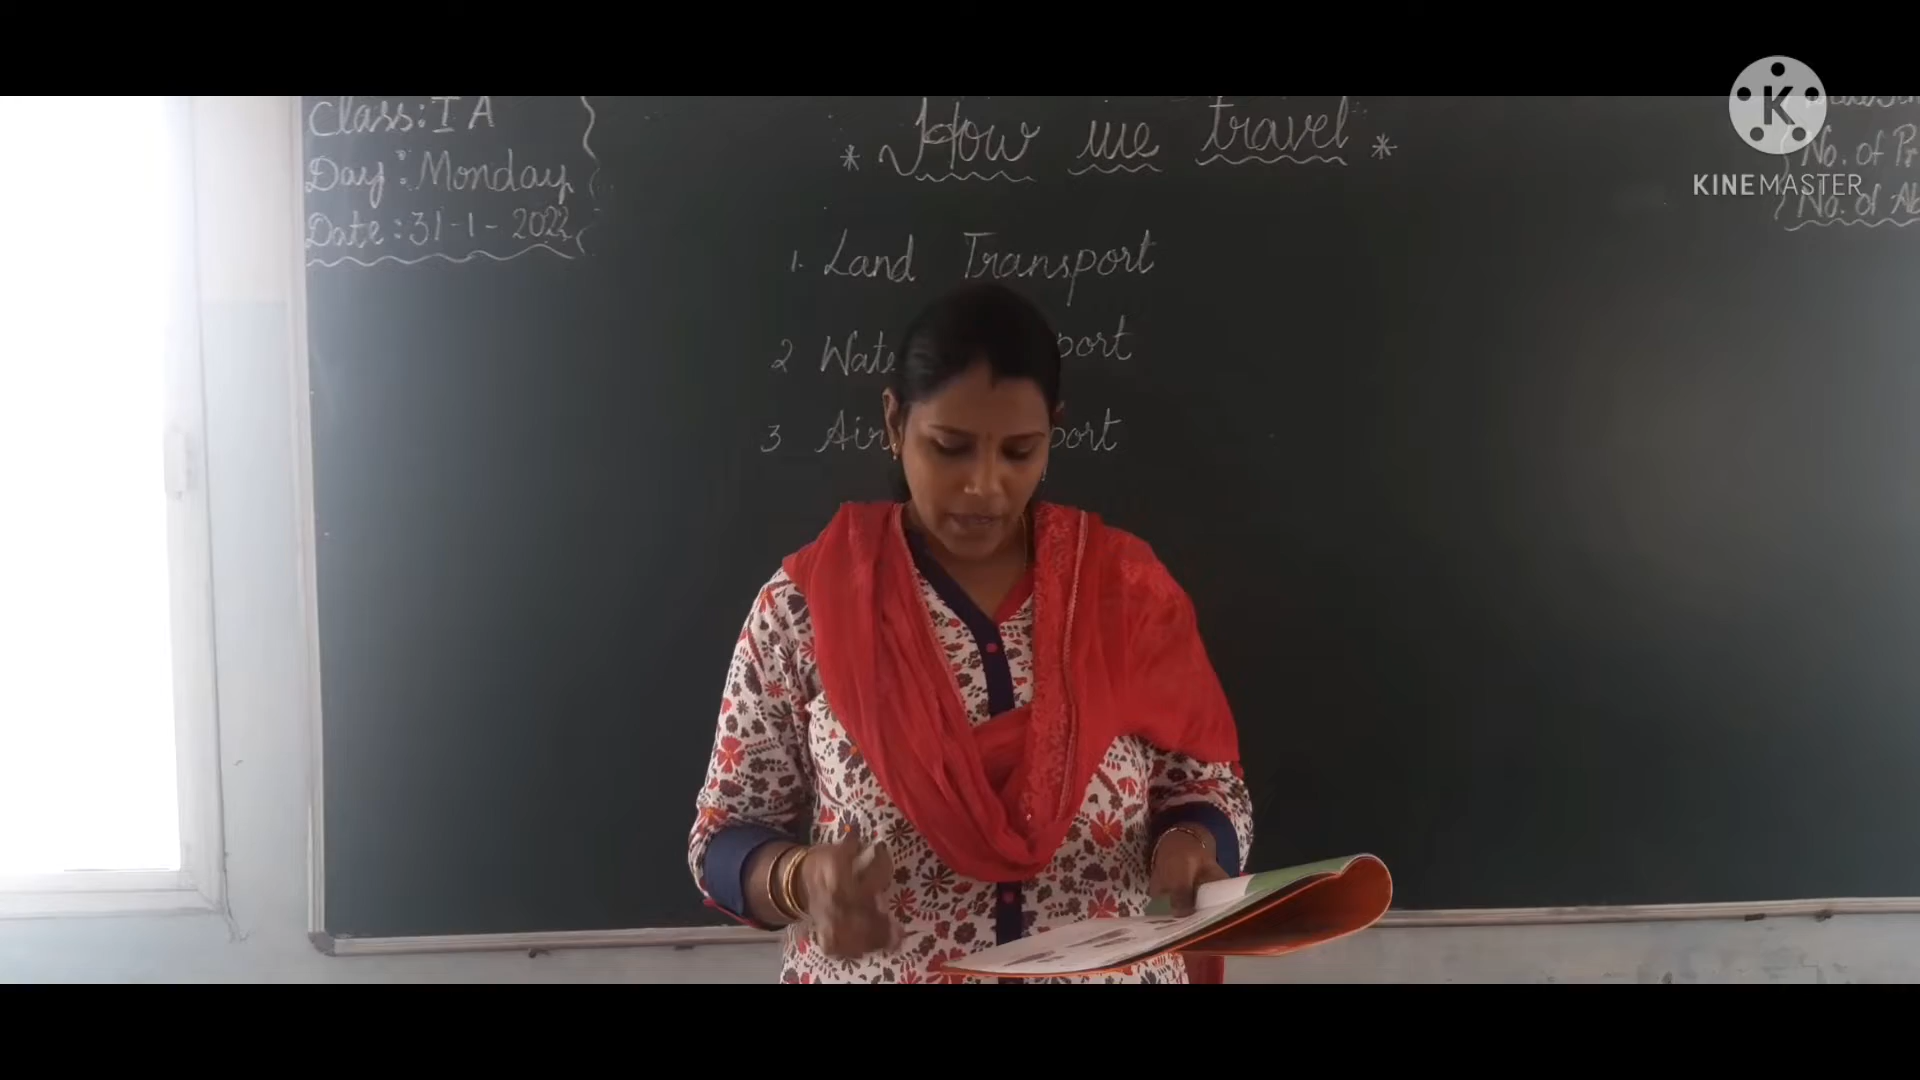 Class: I A
Day: Monday
Date: 31-1-2022
* How we travel *
1. Land Transport
2 Wate port
3 Air port
No. of Pr
No. of Ab
KINEMASTER